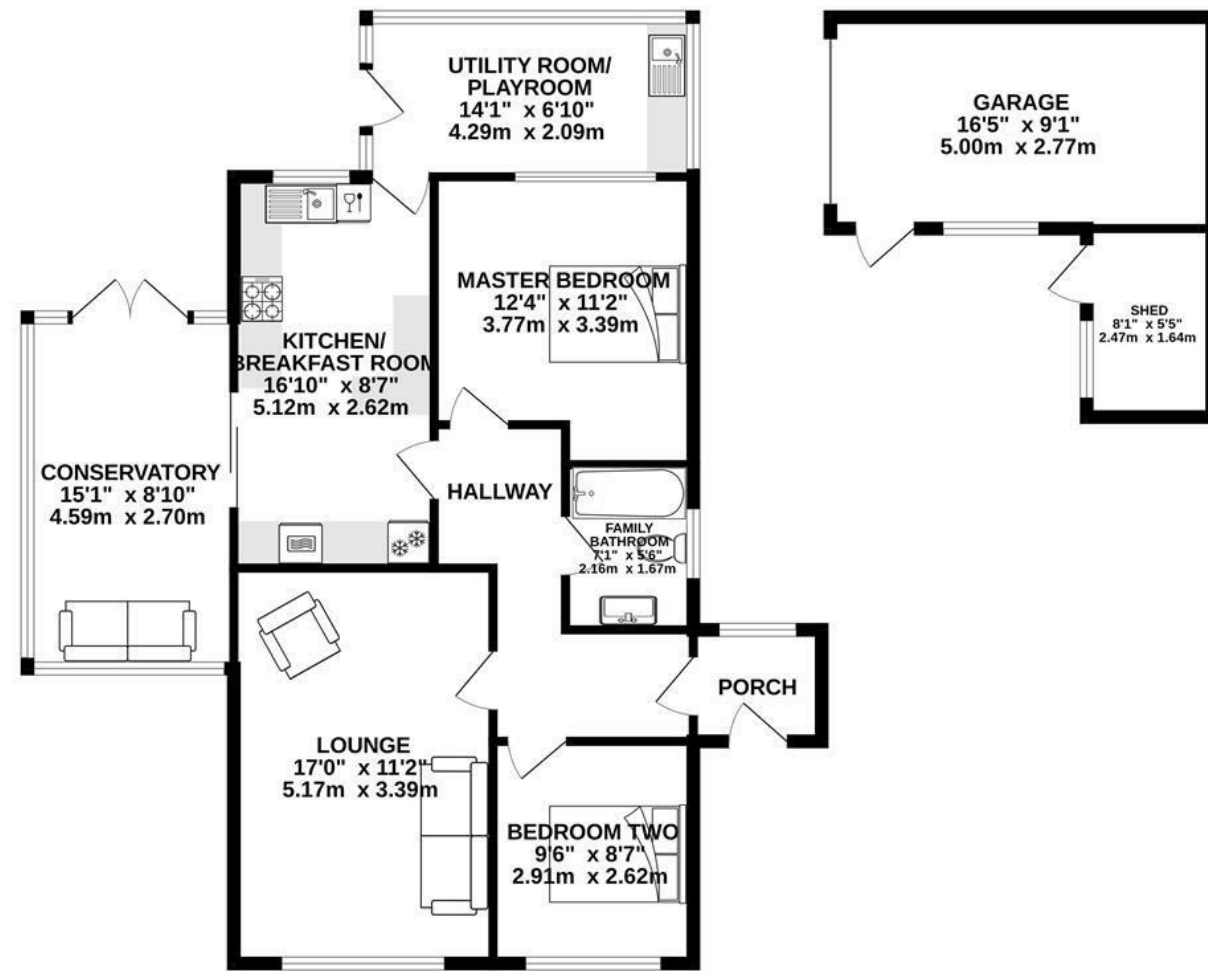 UTILITY ROOM/
PLAYROOM
14'1" x 6'10"
4.29m x 2.09m
GARAGE
16'5" x 9'1"
5.00m x 2.77m
MASTER BEDROOM
12'4" x 11'2"
3.77m x 3.39m
SHED
8'1" x 5'5"
2.47m x 1.64m
KITCHEN/
BREAKFAST ROOM
16'10" x 8'7"
5.12m x 2.62m
CONSERVATORY
15'1" x 8'10"
4.59m x 2.70m
HALLWAY
FAMILY
BATHROOM
7'1" x 5'6"
2.16m x 1.67m
PORCH
LOUNGE
17'0" x 11'2"
5.17m x 3.39m
BEDROOM TWO
9'6" x 8'7"
2.91m x 2.62m